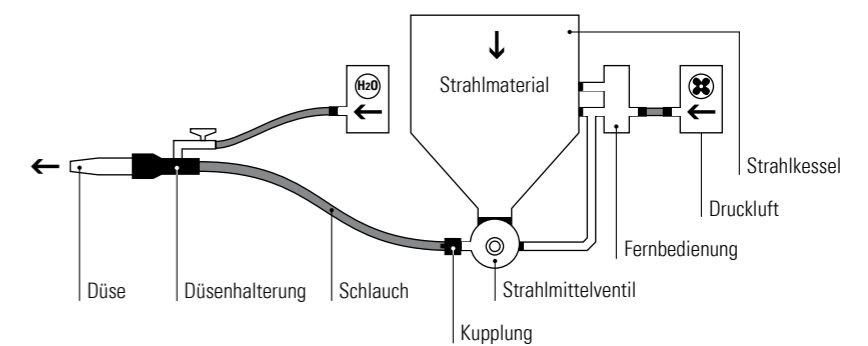 H2O
Strahlmaterial
Strahlkessel
Druckluft
Fernbedienung
Düse
Düsenhalterung
Schlauch
Strahlmittelventil
Kupplung